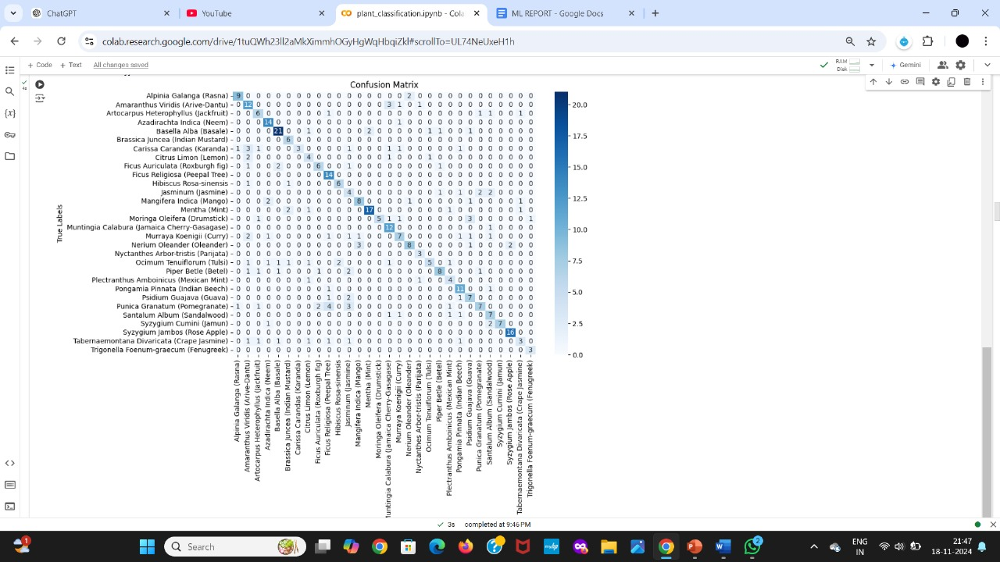 ChatGPT
YouTube
plant_classification.ipynb - Cola
ML REPORT - Google Docs
colab.research.google.com/drive/1tuQWh23ll2aMkXimmhOGyHgWqHbqiZkl#scrollTo=UL74NeUxeH1h
+ Code + Text All changes saved
RAM
Disk
Gemini
4s
Confusion Matrix
True Labels
Alpinia Galanga (Rasna) 9 0 0 0 0 0 0 0 0 0 0 0 0 0 0 0 0 2 0 0 0 0 0 0 0 0 0 0 0 0
Amaranthus Viridis (Arive-Dantu) 0 12 0 0 0 0 0 0 0 0 0 0 0 0 0 3 1 0 1 0 0 0 0 0 0 0 0 0 0 0
Artocarpus Heterophyllus (Jackfruit) 0 0 6 0 0 0 0 0 0 1 0 0 0 0 0 0 0 0 0 0 0 0 0 0 1 1 0 0 1 0
Azadirachta Indica (Neem) 0 0 0 14 0 0 0 0 0 0 0 0 0 0 0 0 1 0 0 0 0 0 0 0 0 0 0 0 0 0
Basella Alba (Basale) 0 0 0 0 21 0 0 1 0 0 0 0 0 2 0 0 0 0 0 1 1 0 0 1 0 0 0 0 0 0
Brassica Juncea (Indian Mustard) 0 0 0 0 0 6 0 0 0 0 0 0 0 0 0 0 0 0 0 0 0 0 0 0 0 0 0 0 0 0
Carissa Carandas (Karanda) 1 3 1 0 0 0 3 0 0 0 0 1 0 0 0 1 1 0 0 0 0 0 1 0 0 0 0 0 0 0
Citrus Limon (Lemon) 0 2 0 0 0 0 0 4 0 0 0 0 0 0 0 1 0 0 0 1 0 0 0 0 0 0 0 0 0 0
Ficus Auriculata (Roxburgh fig) 0 1 0 0 2 0 0 0 6 0 0 1 0 0 0 0 0 0 0 0 1 0 0 0 0 0 0 0 0 0
Ficus Religiosa (Peepal Tree) 0 0 0 0 0 0 0 0 0 14 0 0 0 0 0 0 0 0 0 0 0 0 0 0 0 0 0 0 0 0
Hibiscus Rosa-sinensis 0 1 0 0 0 1 0 0 0 0 6 0 0 0 0 0 0 0 0 0 0 0 0 0 0 0 0 0 0 0
Jasminum (Jasmine) 0 0 0 0 0 0 0 0 0 0 0 4 0 0 0 0 0 0 0 0 1 0 1 0 2 2 0 0 0 0
Mangifera Indica (Mango) 0 0 0 2 0 0 0 0 0 0 0 0 8 0 0 0 0 1 0 0 0 0 0 1 0 0 0 0 1 0
Mentha (Mint) 0 0 0 0 0 2 0 1 0 0 0 0 0 17 0 0 0 0 0 0 0 1 0 0 0 0 0 0 1 0
Moringa Oleifera (Drumstick) 0 0 1 0 0 0 0 0 0 0 0 0 0 0 5 1 1 0 0 0 0 0 0 3 0 0 0 0 0 1
Muntingia Calabura (Jamaica Cherry-Gasagase) 0 0 0 0 0 0 0 0 0 0 0 0 0 0 0 12 0 0 0 0 0 0 0 0 0 1 0 0 0 0
Murraya Koenigii (Curry) 0 2 0 1 0 0 0 0 0 1 0 1 1 0 0 0 7 0 0 0 0 0 1 1 0 1 0 0 0 0
Nerium Oleander (Oleander) 0 0 0 0 0 0 0 0 0 0 0 0 3 0 0 0 0 8 0 0 0 0 0 1 0 0 0 2 0 0
Nyctanthes Arbor-tristis (Parijata) 0 0 0 0 0 0 0 0 0 0 0 0 0 0 0 0 0 0 3 0 0 0 0 0 0 0 0 0 0 0
Ocimum Tenuiflorum (Tulsi) 0 1 0 1 1 1 0 1 0 0 2 0 0 0 0 1 0 0 0 5 0 1 0 0 0 0 0 0 0 0
Piper Betle (Betel) 0 1 1 0 1 0 0 0 1 0 0 2 0 0 0 0 0 0 0 0 8 0 0 0 1 0 0 0 0 0
Plectranthus Amboinicus (Mexican Mint) 0 0 0 0 0 0 0 1 0 0 0 0 0 0 0 0 0 0 1 0 0 4 0 0 0 0 0 0 0 0
Pongamia Pinnata (Indian Beech) 0 0 0 0 0 0 0 0 0 1 0 0 0 0 0 0 0 0 0 0 0 0 11 0 0 1 0 0 0 0
Psidium Guajava (Guava) 0 0 0 0 0 0 0 0 0 1 0 2 0 0 0 0 0 0 0 0 0 0 1 7 0 0 0 0 0 0
Punica Granatum (Pomegranate) 1 0 1 0 0 0 0 0 2 4 0 3 0 0 0 0 0 0 0 0 0 1 0 0 7 0 0 0 0 0
Santalum Album (Sandalwood) 0 0 0 0 0 0 0 0 0 0 0 0 0 0 0 1 1 0 0 0 0 1 1 0 0 7 0 0 0 0
Syzygium Cumini (Jamun) 0 0 0 1 0 0 0 0 0 0 0 0 0 0 0 0 0 0 0 0 0 0 0 0 0 2 7 0 0 0
Syzygium Jambos (Rose Apple) 0 0 0 0 0 0 0 0 0 0 0 0 0 0 0 0 0 0 0 0 0 0 0 0 0 0 0 16 0 0
Tabernaemontana Divaricata (Crape Jasmine) 0 1 1 0 1 0 0 1 0 1 0 1 0 0 0 0 0 0 0 0 0 0 1 0 0 0 0 0 3 0
Trigonella Foenum-graecum (Fenugreek) 0 0 0 0 0 0 0 0 0 0 0 0 0 0 0 0 0 0 0 0 0 0 0 0 0 0 0 0 0 3
20.0
17.5
15.0
12.5
10.0
7.5
5.0
2.5
0.0
Alpinia Galanga (Rasna)
Amaranthus Viridis (Arive-Dantu)
Artocarpus Heterophyllus (Jackfruit)
Azadirachta Indica (Neem)
Basella Alba (Basale)
Brassica Juncea (Indian Mustard)
Carissa Carandas (Karanda)
Citrus Limon (Lemon)
Ficus Auriculata (Roxburgh fig)
Ficus Religiosa (Peepal Tree)
Hibiscus Rosa-sinensis
Jasminum (Jasmine)
Mangifera Indica (Mango)
Mentha (Mint)
Moringa Oleifera (Drumstick)
untingia Calabura (Jamaica Cherry-Gasagase)
Murraya Koenigii (Curry)
Nerium Oleander (Oleander)
Nyctanthes Arbor-tristis (Parijata)
Ocimum Tenuiflorum (Tulsi)
Piper Betle (Betel)
Plectranthus Amboinicus (Mexican Mint)
Pongamia Pinnata (Indian Beech)
Psidium Guajava (Guava)
Punica Granatum (Pomegranate)
Santalum Album (Sandalwood)
Syzygium Cumini (Jamun)
Syzygium Jambos (Rose Apple)
Tabernaemontana Divaricata (Crape Jasmine)
Trigonella Foenum-graecum (Fenugreek)
3s completed at 9:46 PM
1
Search
hp
2
ENG
IN
21:47
18-11-2024